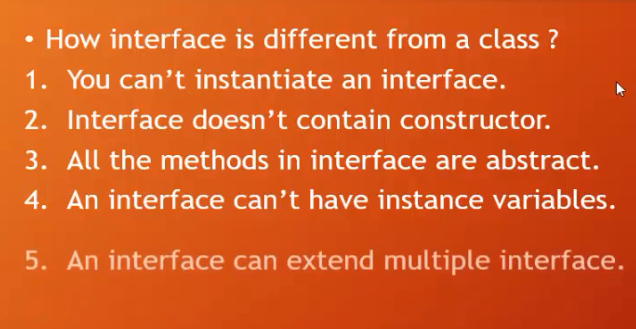 • How interface is different from a class ?
1. You can't instantiate an interface.
2. Interface doesn't contain constructor.
3. All the methods in interface are abstract.
4. An interface can't have instance variables.
5. An interface can extend multiple interface.